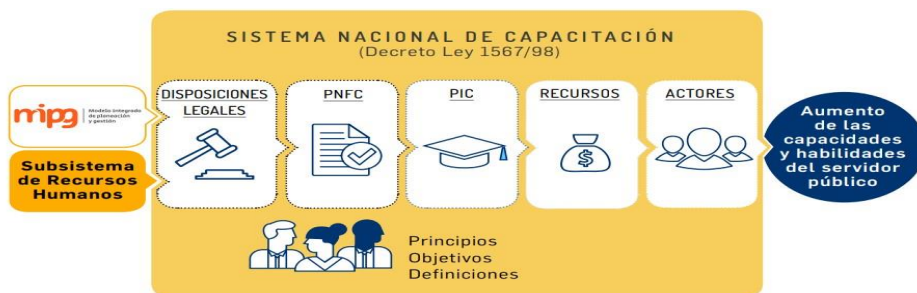 SISTEMA NACIONAL DE CAPACITACIÓN
(Decreto Ley 1567/98)
mipg
Modelo integrado
de planeación
y gestión
Subsistema
de Recursos
Humanos
DISPOSICIONES
LEGALES
PNFC
PIC
RECURSOS
$
ACTORES
Aumento
de las
capacidades
y habilidades
del servidor
público
Principios
Objetivos
Definiciones